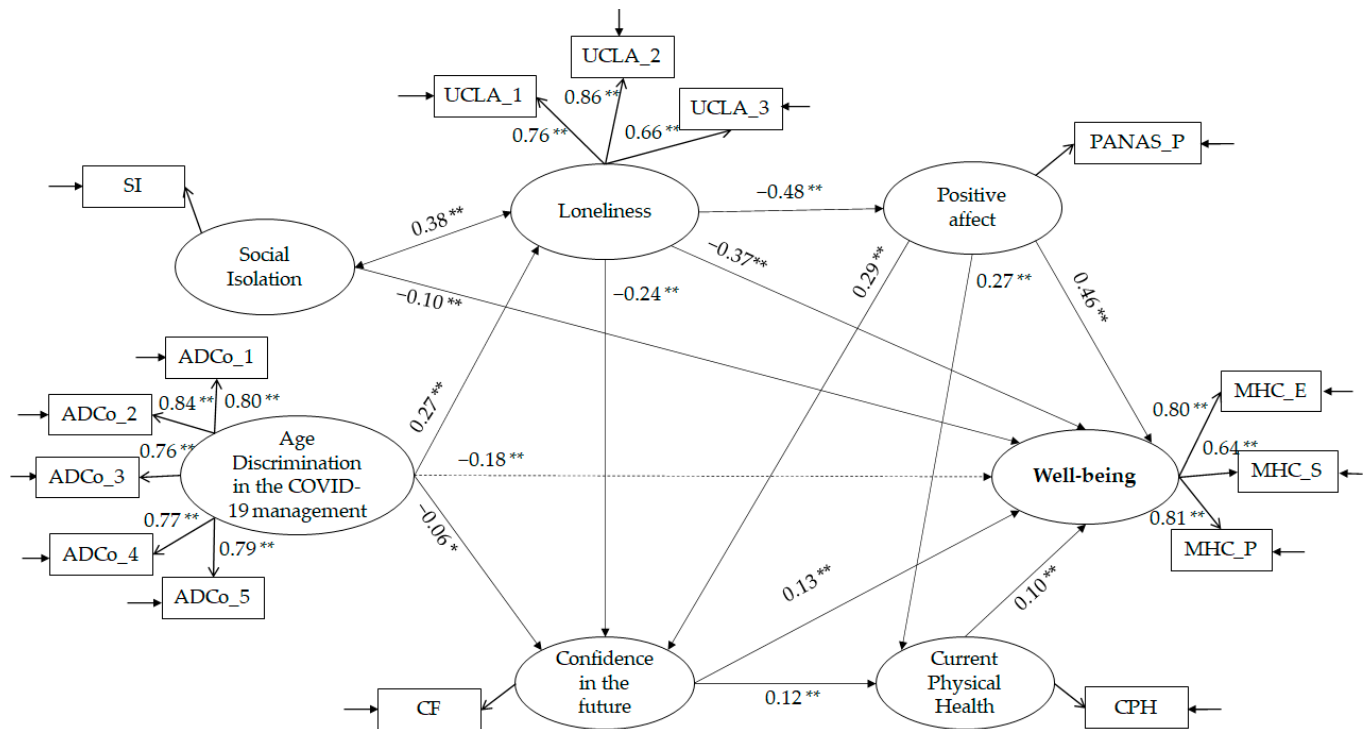 UCLA_2
UCLA_1
0.86 **
UCLA_3
0.76 **
0.66 **
PANAS_P
SI
Loneliness
−0.48 **
Positive
affect
0.38 **
Social
Isolation
−0.37**
−0.10 **
−0.24 **
0.29 **
0.27 **
0.46 **
ADCo_1
ADCo_2
0.84 **
0.80 **
0.27 **
MHC_E
0.80 **
ADCo_3
0.76 **
Age
Discrimination
in the COVID-
19 management
−0.18 **
Well-being
0.64 **
MHC_S
ADCo_4
0.77 **
−0.06 *
0.81 **
MHC_P
0.79 **
ADCo_5
0.13 **
0.10 **
Confidence
in the
future
Current
Physical
Health
CF
0.12 **
CPH